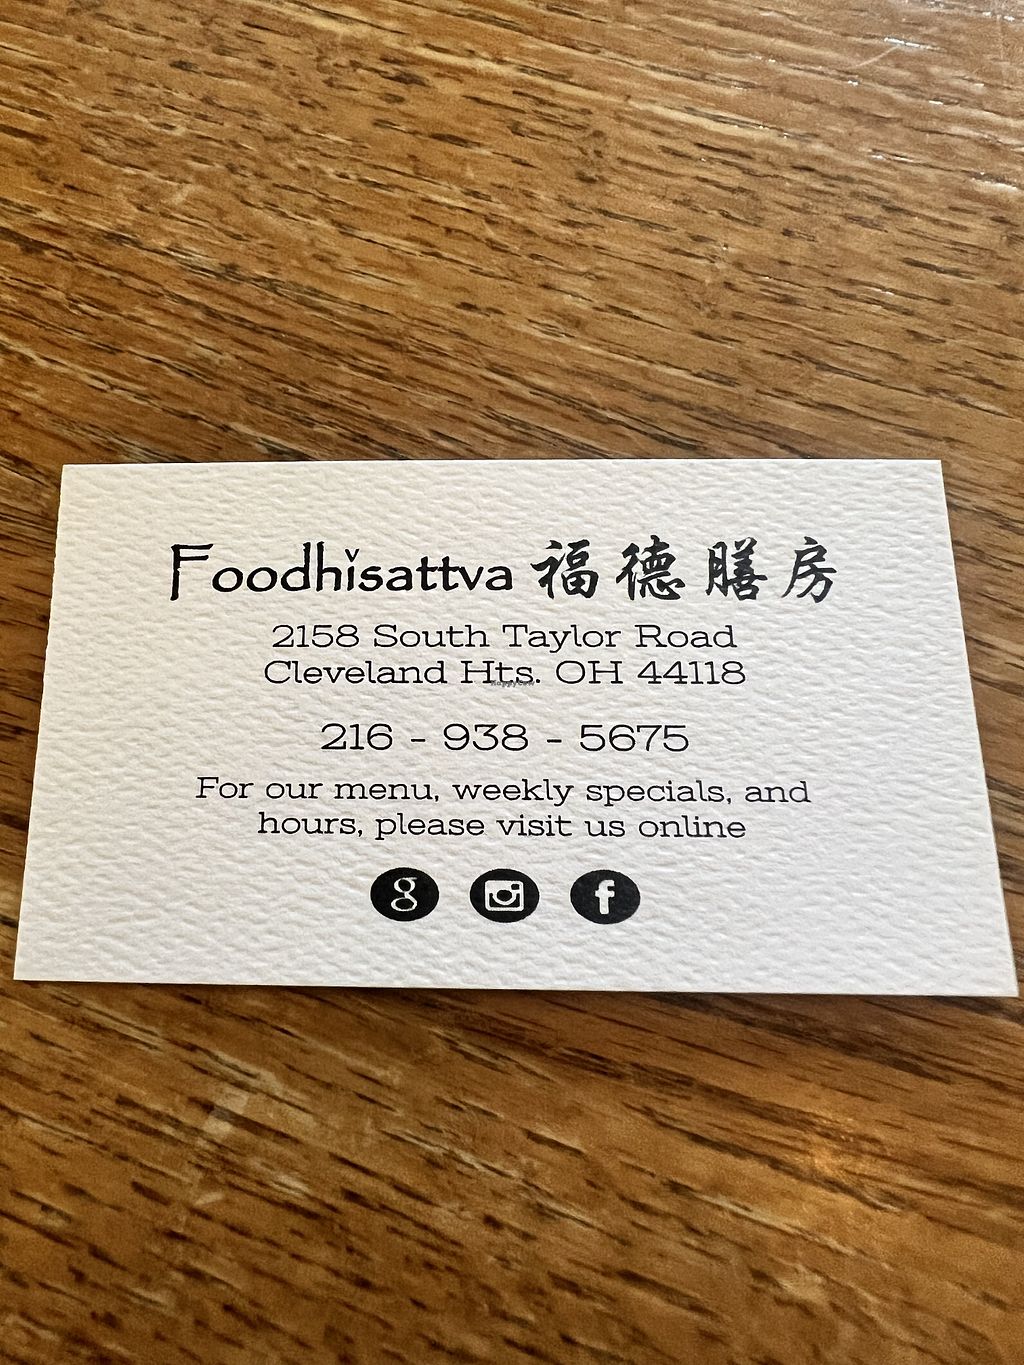 Foodhisattva 福德膳房
2158 South Taylor Road
Cleveland Hts. OH 44118
HappyCow
216 - 938 - 5675
For our menu, weekly specials, and
hours, please visit us online
g
f